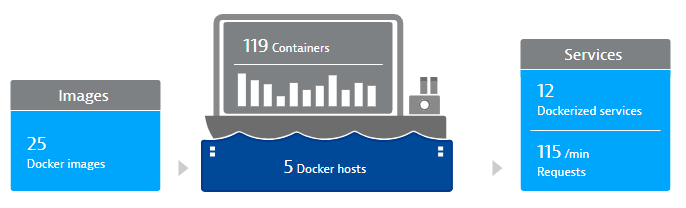 Images
25
Docker images
119 Containers
5 Docker hosts
Services
12
Dockerized services
115 /min
Requests